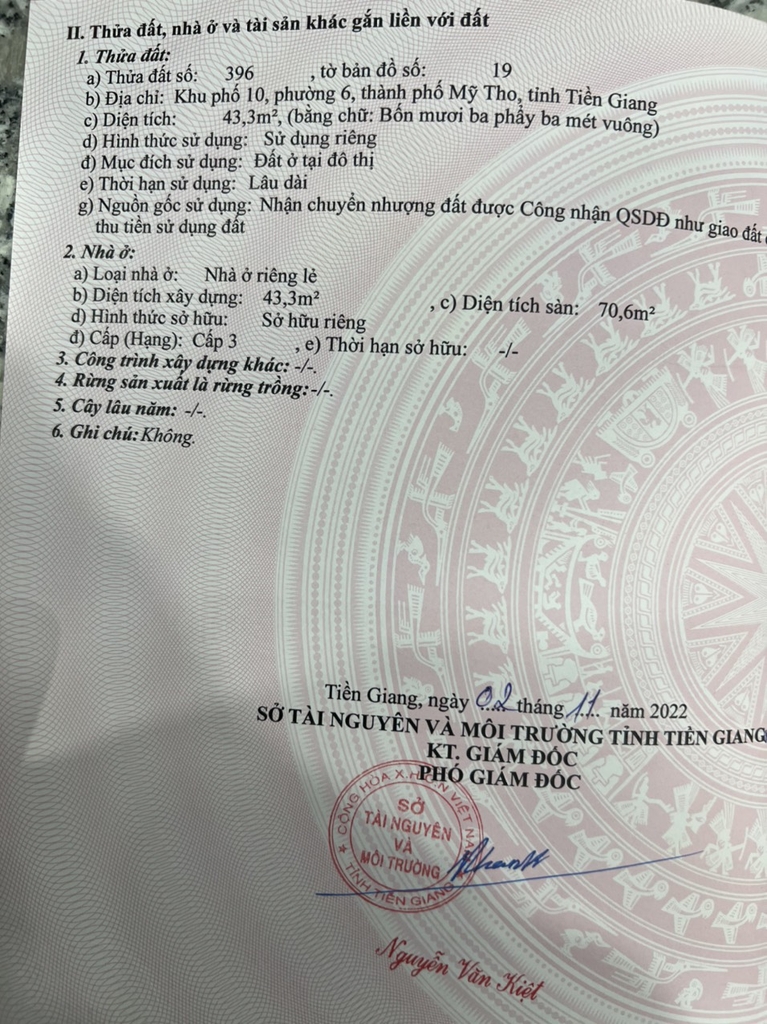 II. Thửa đất, nhà ở và tài sản khác gắn liền với đất
1. Thửa đất:
a) Thửa đất số: 396 , tờ bản đồ số: 19
b) Địa chỉ: Khu phố 10, phường 6, thành phố Mỹ Tho, tỉnh Tiền Giang
c) Diện tích: 43,3m², (bằng chữ: Bốn mươi ba phẩy ba mét vuông)
d) Hình thức sử dụng: Sử dụng riêng
đ) Mục đích sử dụng: Đất ở tại đô thị
e) Thời hạn sử dụng: Lâu dài
g) Nguồn gốc sử dụng: Nhận chuyển nhượng đất được Công nhận QSDĐ như giao đất
thu tiền sử dụng đất
2. Nhà ở:
a) Loại nhà ở: Nhà ở riêng lẻ
b) Diện tích xây dựng: 43,3m² , c) Diện tích sàn: 70,6m²
d) Hình thức sở hữu: Sở hữu riêng
đ) Cấp (Hạng): Cấp 3 , e) Thời hạn sở hữu: -/-
3. Công trình xây dựng khác: -/-.
4. Rừng sản xuất là rừng trồng: -/-.
5. Cây lâu năm: -/-.
6. Ghi chú: Không.
Tiền Giang, ngày 02 tháng 11 năm 2022
SỞ TÀI NGUYÊN VÀ MÔI TRƯỜNG TỈNH TIỀN GIANG
KT. GIÁM ĐỐC
PHÓ GIÁM ĐỐC
CỘNG HÒA X.H.C.N VIỆT NAM
SỞ
TÀI NGUYÊN
VÀ
MÔI TRƯỜNG
TỈNH TIỀN GIANG
Nguyễn Văn Kiệt